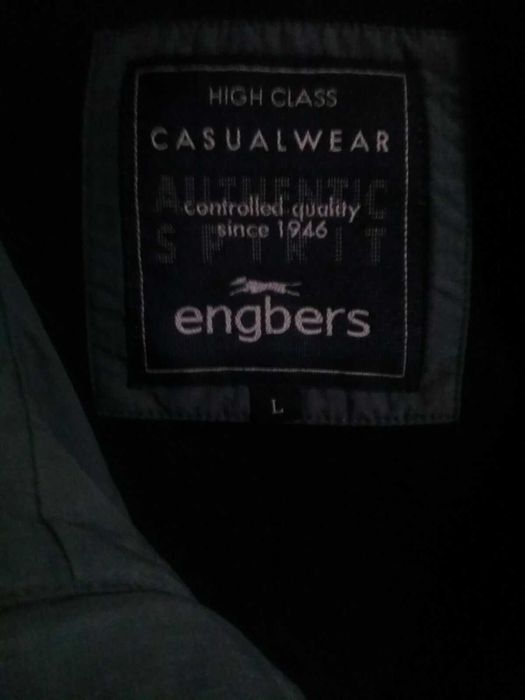 HIGH CLASS
CASUALWEAR
AUTHENTIC
controlled quality
since 1946
SPIRIT
engbers
L